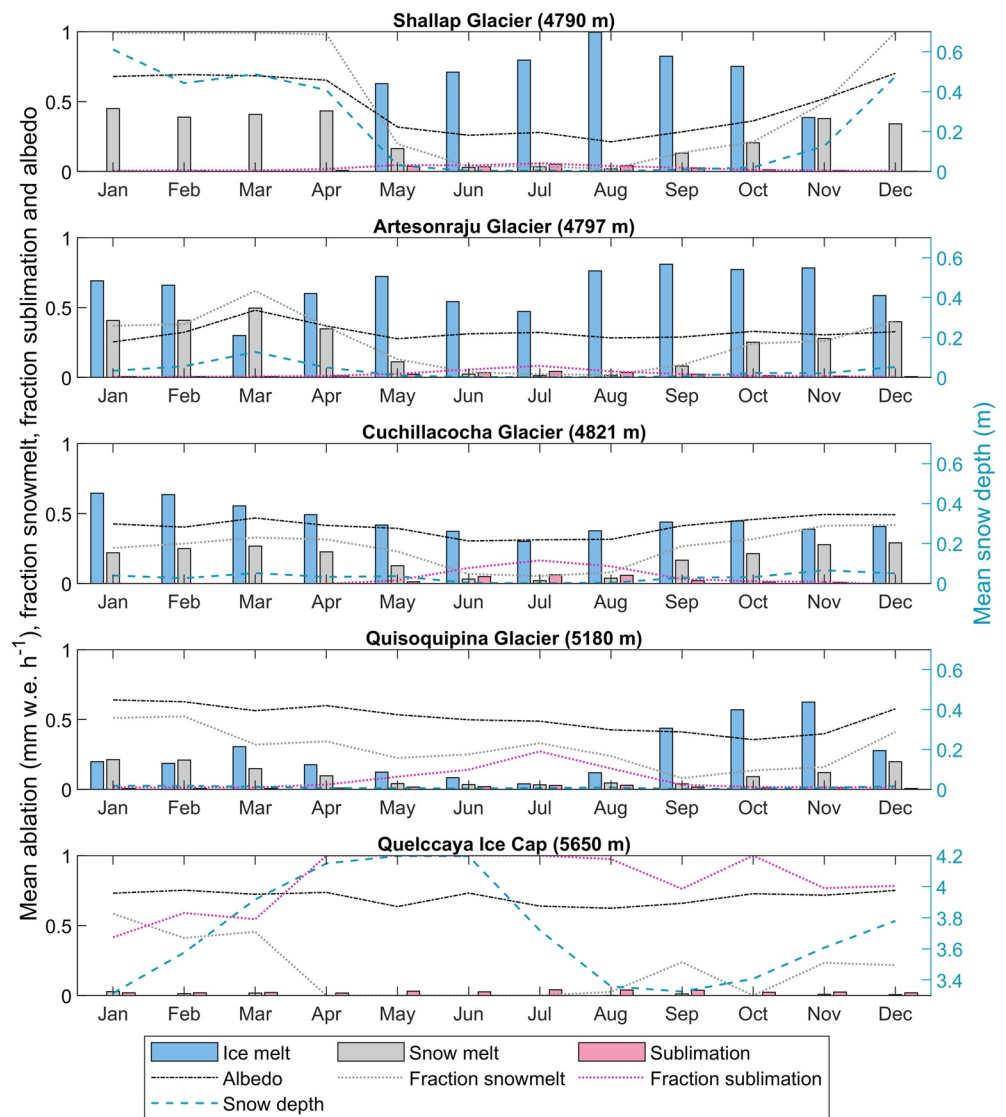 Shallap Glacier (4790 m)
1
0.5
0
0.6
0.4
0.2
0
Jan Feb Mar Apr May Jun Jul Aug Sep Oct Nov Dec
Artesonraju Glacier (4797 m)
1
0.5
0
0.6
0.4
0.2
0
Jan Feb Mar Apr May Jun Jul Aug Sep Oct Nov Dec
Cuchillacocha Glacier (4821 m)
1
0.5
0
0.6
0.4
0.2
0
Jan Feb Mar Apr May Jun Jul Aug Sep Oct Nov Dec
Quisoquipina Glacier (5180 m)
1
0.5
0
0.6
0.4
0.2
0
Jan Feb Mar Apr May Jun Jul Aug Sep Oct Nov Dec
Quelccaya Ice Cap (5650 m)
1
0.5
0
4.2
4
3.8
3.6
3.4
Jan Feb Mar Apr May Jun Jul Aug Sep Oct Nov Dec
Mean ablation (mm w.e. h⁻¹), fraction snowmelt, fraction sublimation and albedo
Mean snow depth (m)
Ice melt Snow melt Sublimation
Albedo Fraction snowmelt Fraction sublimation
Snow depth